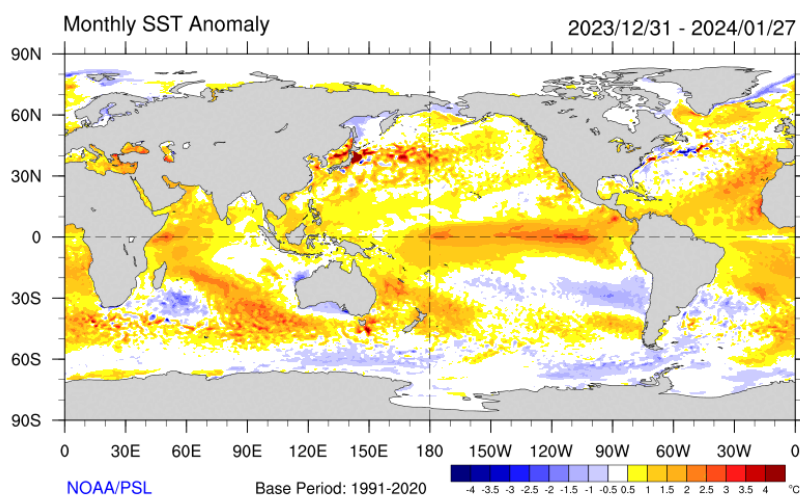 Monthly SST Anomaly 2023/12/31 - 2024/01/27
90N
60N
30N
0
30S
60S
90S
0 30E 60E 90E 120E 150E 180 150W 120W 90W 60W 30W 0
NOAA/PSL Base Period: 1991-2020
-4 -3.5 -3 -2.5 -2 -1.5 -1 -0.5 0.5 1 1.5 2 2.5 3 3.5 4 °C